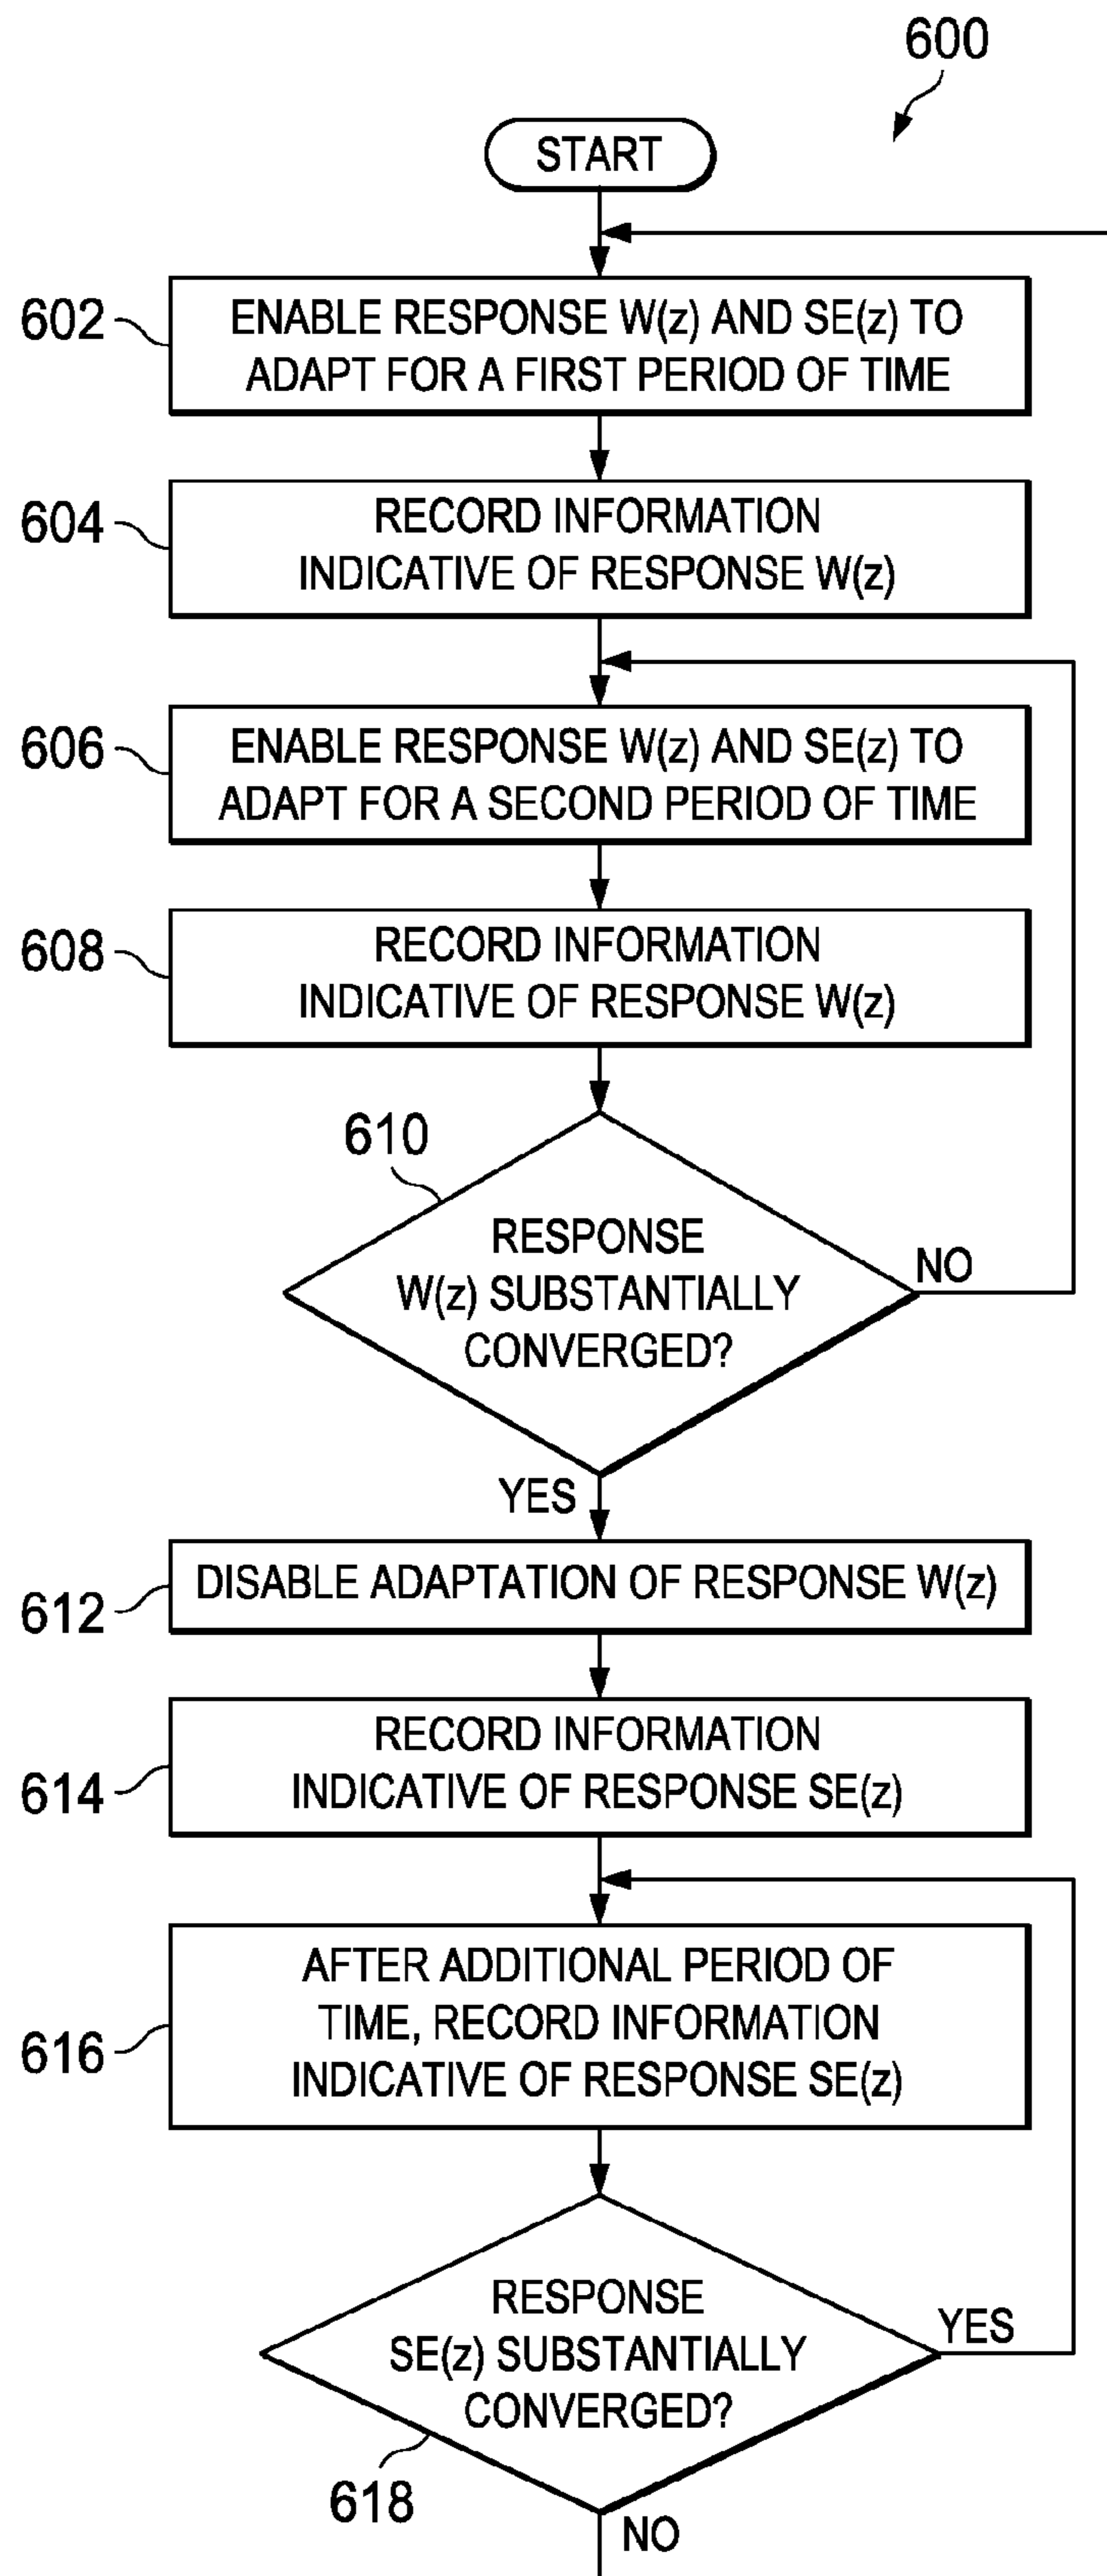 600
START
602
ENABLE RESPONSE W(z) AND SE(z) TO
ADAPT FOR A FIRST PERIOD OF TIME
604
RECORD INFORMATION
INDICATIVE OF RESPONSE W(z)
606
ENABLE RESPONSE W(z) AND SE(z) TO
ADAPT FOR A SECOND PERIOD OF TIME
608
RECORD INFORMATION
INDICATIVE OF RESPONSE W(z)
610
RESPONSE
W(z) SUBSTANTIALLY
CONVERGED?
NO
YES
612
DISABLE ADAPTATION OF RESPONSE W(z)
614
RECORD INFORMATION
INDICATIVE OF RESPONSE SE(z)
616
AFTER ADDITIONAL PERIOD OF
TIME, RECORD INFORMATION
INDICATIVE OF RESPONSE SE(z)
RESPONSE
SE(z) SUBSTANTIALLY
CONVERGED?
YES
618
NO